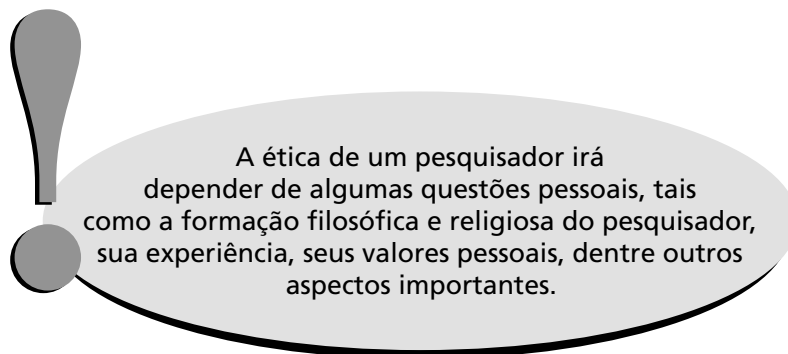 A ética de um pesquisador irá
depender de algumas questões pessoais, tais
como a formação filosófica e religiosa do pesquisador,
sua experiência, seus valores pessoais, dentre outros
aspectos importantes.